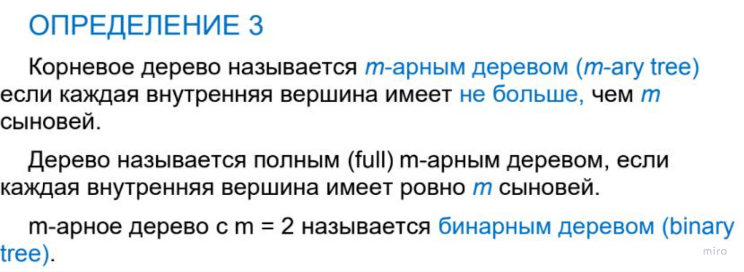 ОПРЕДЕЛЕНИЕ 3
Корневое дерево называется m-арным деревом (m-ary tree)
если каждая внутренняя вершина имеет не больше, чем m
сыновей.
Дерево называется полным (full) m-арным деревом, если
каждая внутренняя вершина имеет ровно m сыновей.
m-арное дерево с m = 2 называется бинарным деревом (binary
tree).
miro